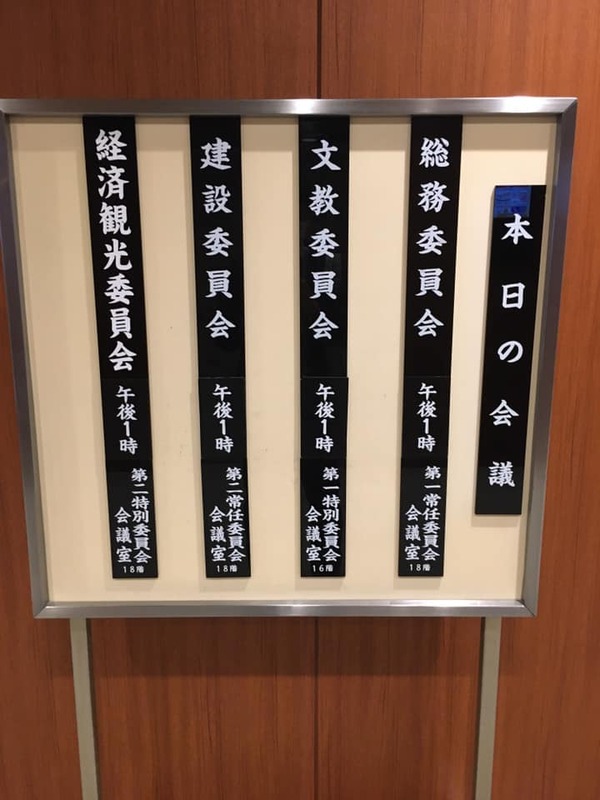 本日の会議
総務委員会
午後1時
第一常任委員会
会議室
18階
文教委員会
午後1時
第一特別委員会
会議室
16階
建設委員会
午後1時
第二常任委員会
会議室
18階
経済観光委員会
午後1時
第二特別委員会
会議室
18階